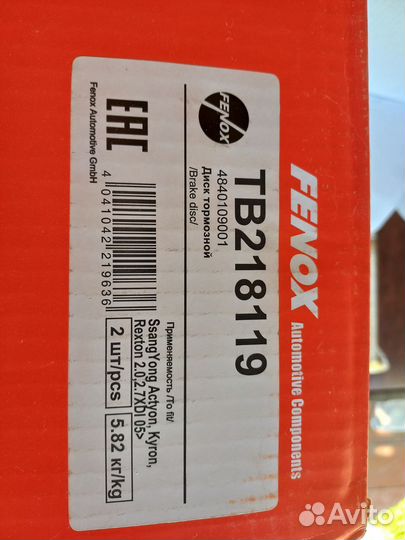 FENOX
Automotive Components
FENOX
TB218119
4840109001
Диск тормозной
/Brake disc/
Применяемость /To fit/
SsangYong Actyon, Kyron,
Rexton 2.0,2.7XDI 05>
2 шт/pcs
5.82 кг/kg
EAC
4 041042 219636
Fenox Automotive GmbH
Avito